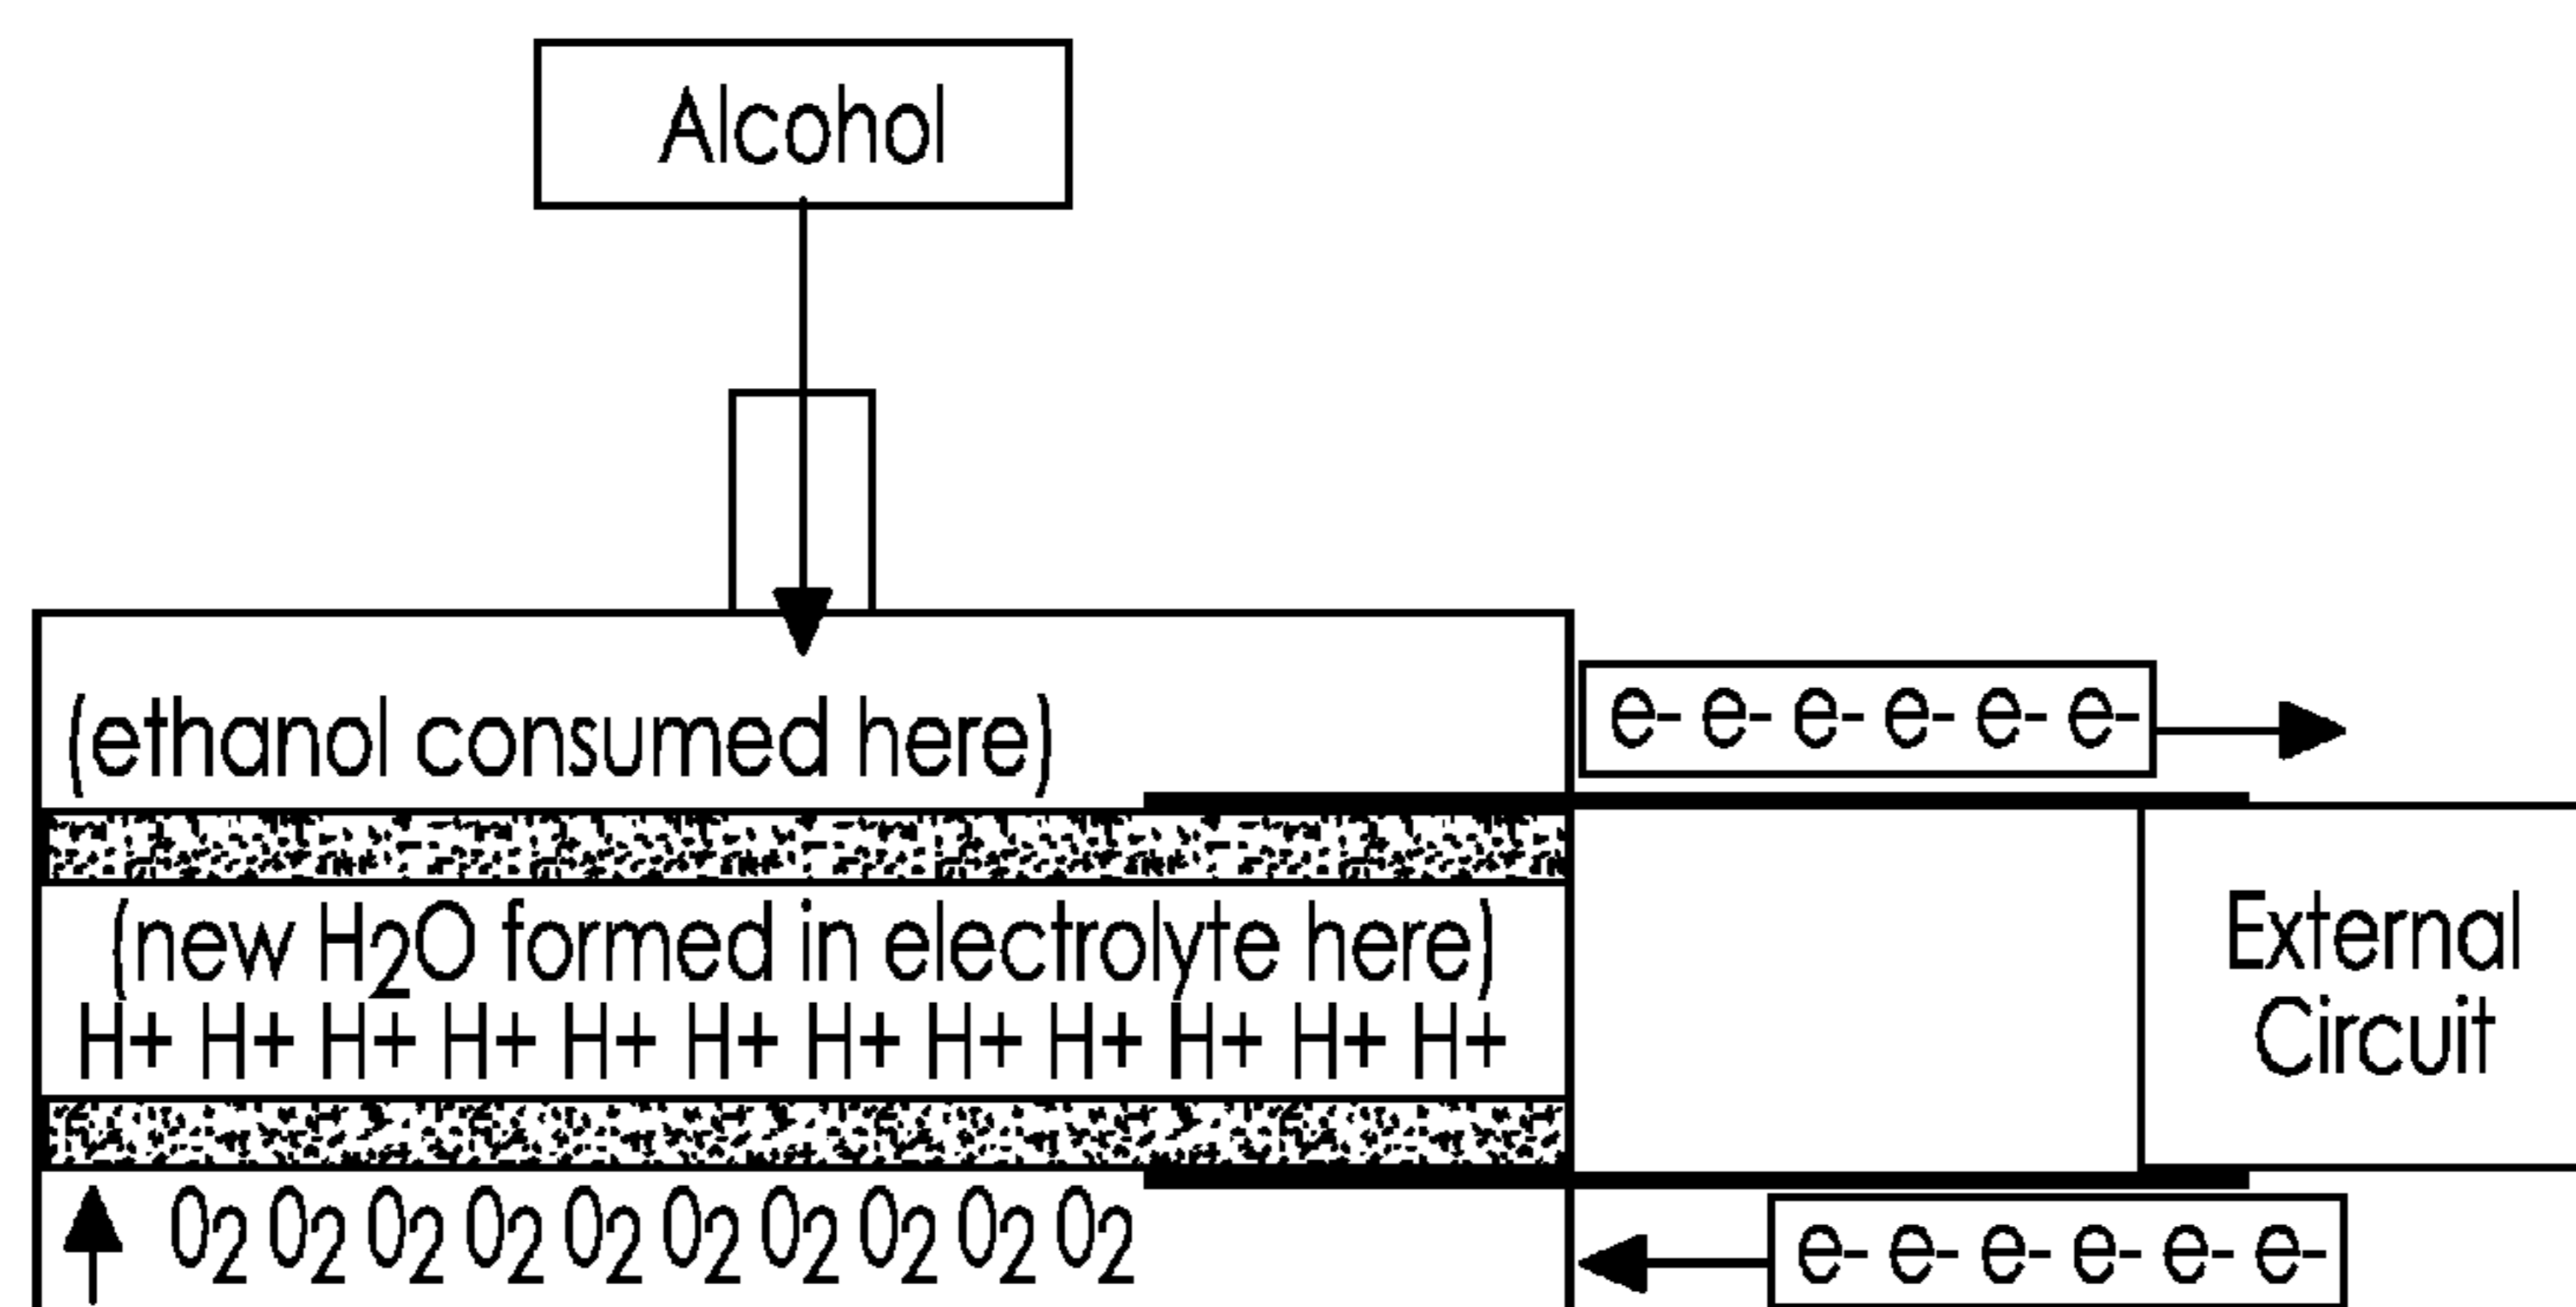 Alcohol
(ethanol consumed here)
e- e- e- e- e- e-
(new H2O formed in electrolyte here)
H+ H+ H+ H+ H+ H+ H+ H+ H+ H+ H+ H+
External
Circuit
O2 O2 O2 O2 O2 O2 O2 O2 O2 O2
e- e- e- e- e- e-